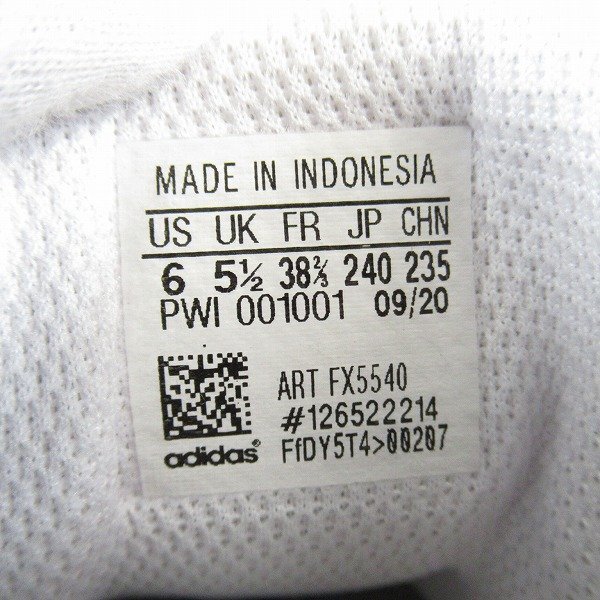 MADE IN INDONESIA
US UK FR JP CHN
6 5½ 38⅔ 240 235
PWI 001001 09/20
ART FX5540
#126522214
adidas® FfDY5T4>00207